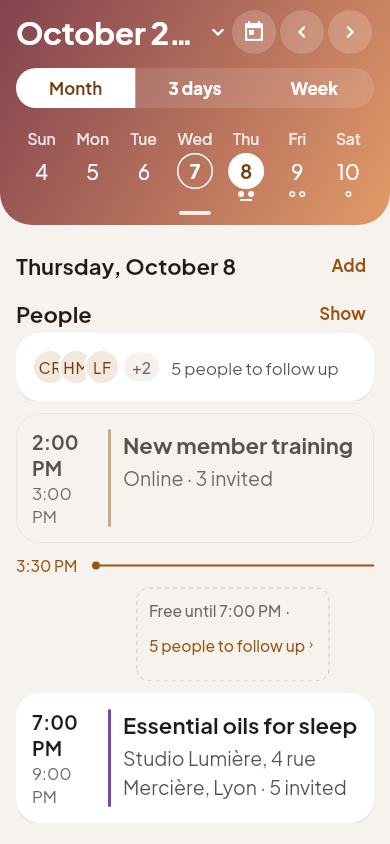 October 2...
Month 3 days Week
Sun Mon Tue Wed Thu Fri Sat
4 5 6 7 8 9 10
Thursday, October 8 Add
People Show
CR HM LF +2 5 people to follow up
2:00 PM
3:00 PM
New member training
Online · 3 invited
3:30 PM
Free until 7:00 PM ·
5 people to follow up ›
7:00 PM
9:00 PM
Essential oils for sleep
Studio Lumière, 4 rue
Mercière, Lyon · 5 invited